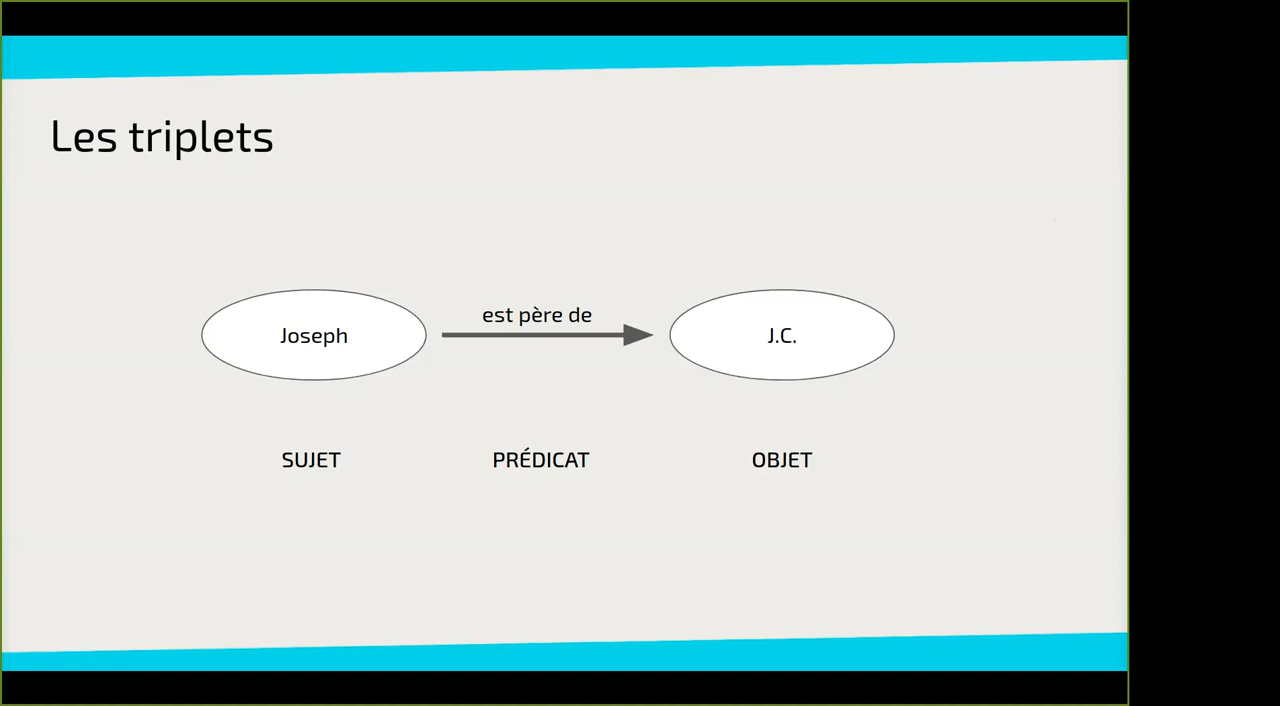 Les triplets
est père de
Joseph
J.C.
SUJET
PRÉDICAT
OBJET